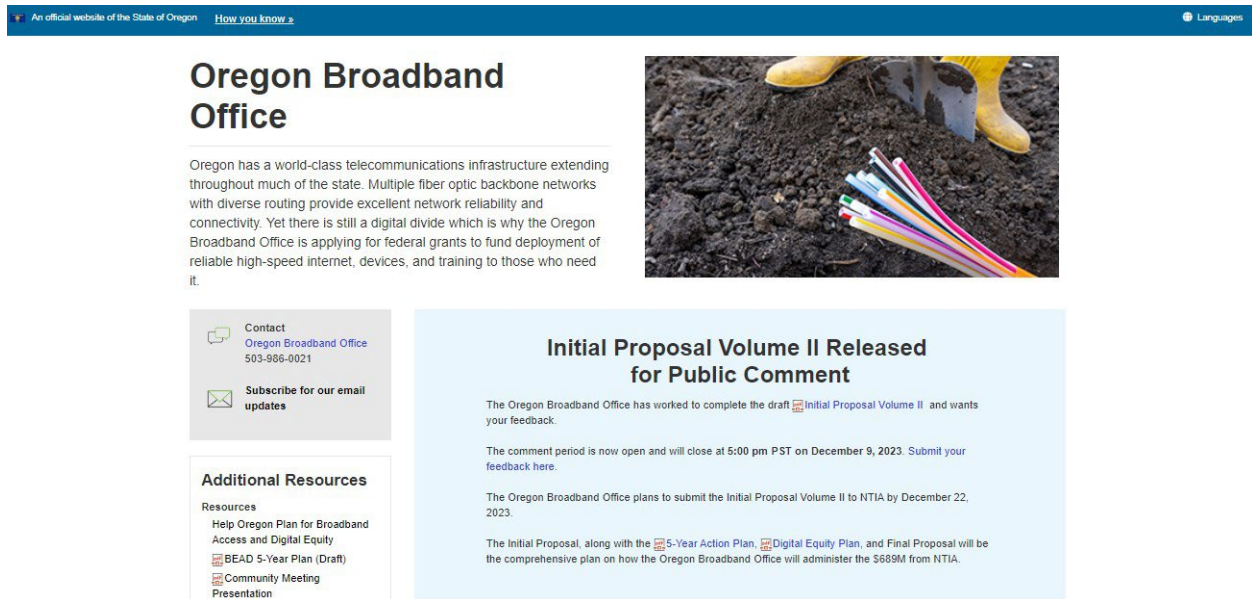 An official website of the State of Oregon How you know »
Languages
Oregon Broadband
Office
Oregon has a world-class telecommunications infrastructure extending
throughout much of the state. Multiple fiber optic backbone networks
with diverse routing provide excellent network reliability and
connectivity. Yet there is still a digital divide which is why the Oregon
Broadband Office is applying for federal grants to fund deployment of
reliable high-speed internet, devices, and training to those who need
it.
Contact
Oregon Broadband Office
503-986-0021
Subscribe for our email
updates
Additional Resources
Resources
Help Oregon Plan for Broadband
Access and Digital Equity
BEAD 5-Year Plan (Draft)
Community Meeting
Presentation
Initial Proposal Volume II Released
for Public Comment
The Oregon Broadband Office has worked to complete the draft Initial Proposal Volume II and wants
your feedback.
The comment period is now open and will close at 5:00 pm PST on December 9, 2023. Submit your
feedback here.
The Oregon Broadband Office plans to submit the Initial Proposal Volume II to NTIA by December 22,
2023.
The Initial Proposal, along with the 5-Year Action Plan, Digital Equity Plan, and Final Proposal will be
the comprehensive plan on how the Oregon Broadband Office will administer the $689M from NTIA.